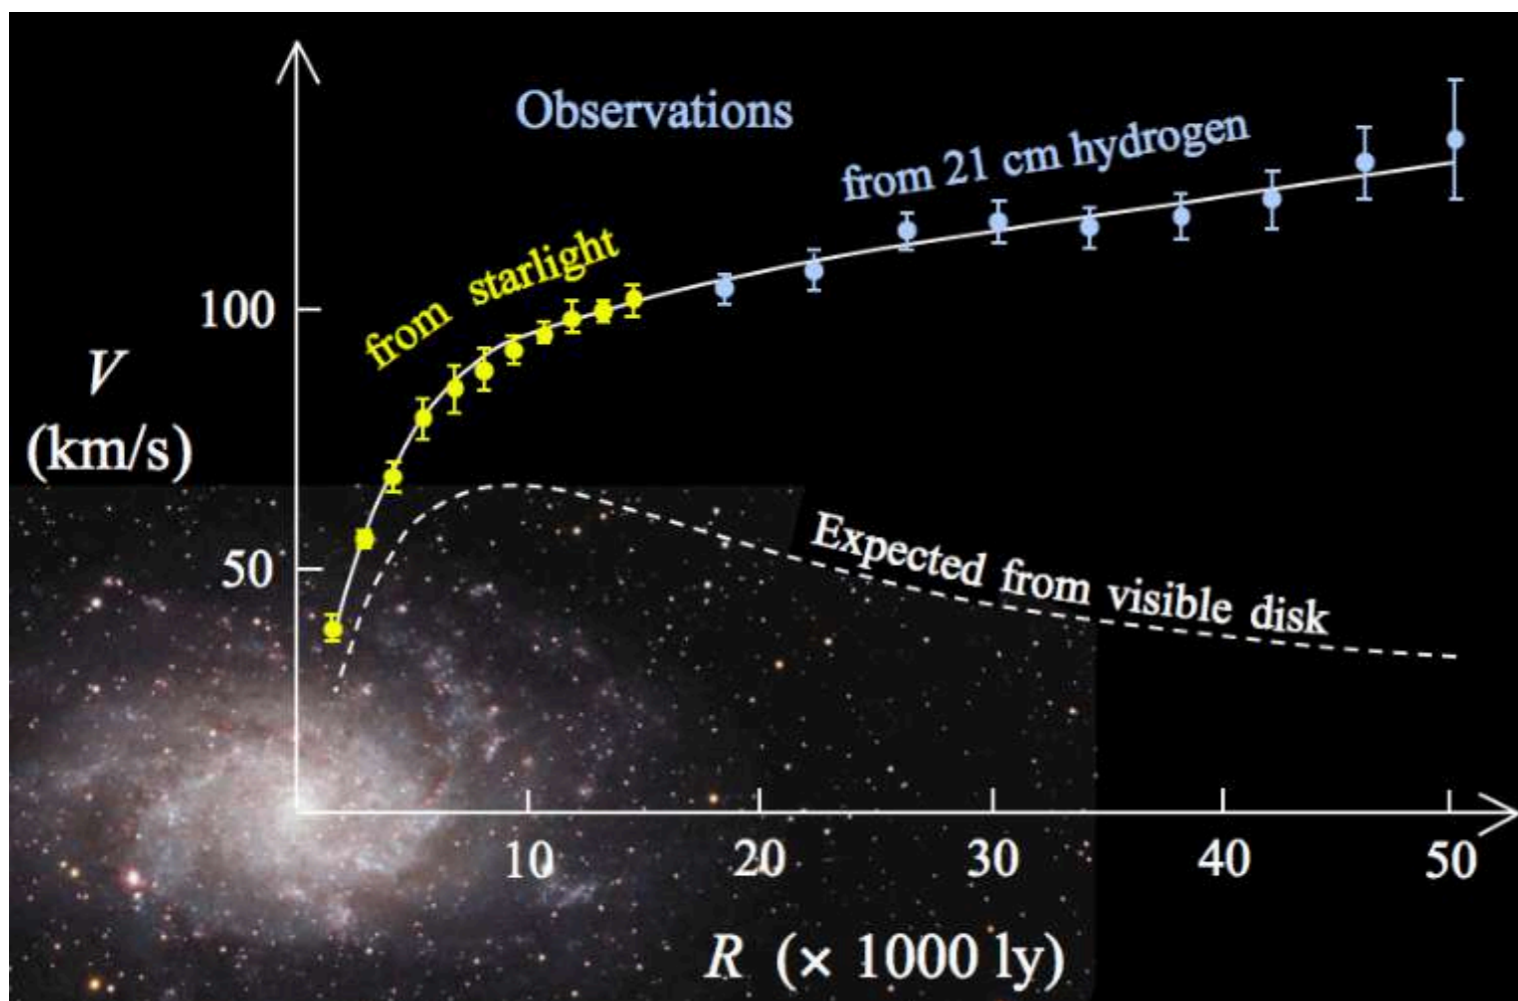 Observations
from 21 cm hydrogen
from starlight
100
V
(km/s)
50
Expected from visible disk
10 20 30 40 50
R (× 1000 ly)